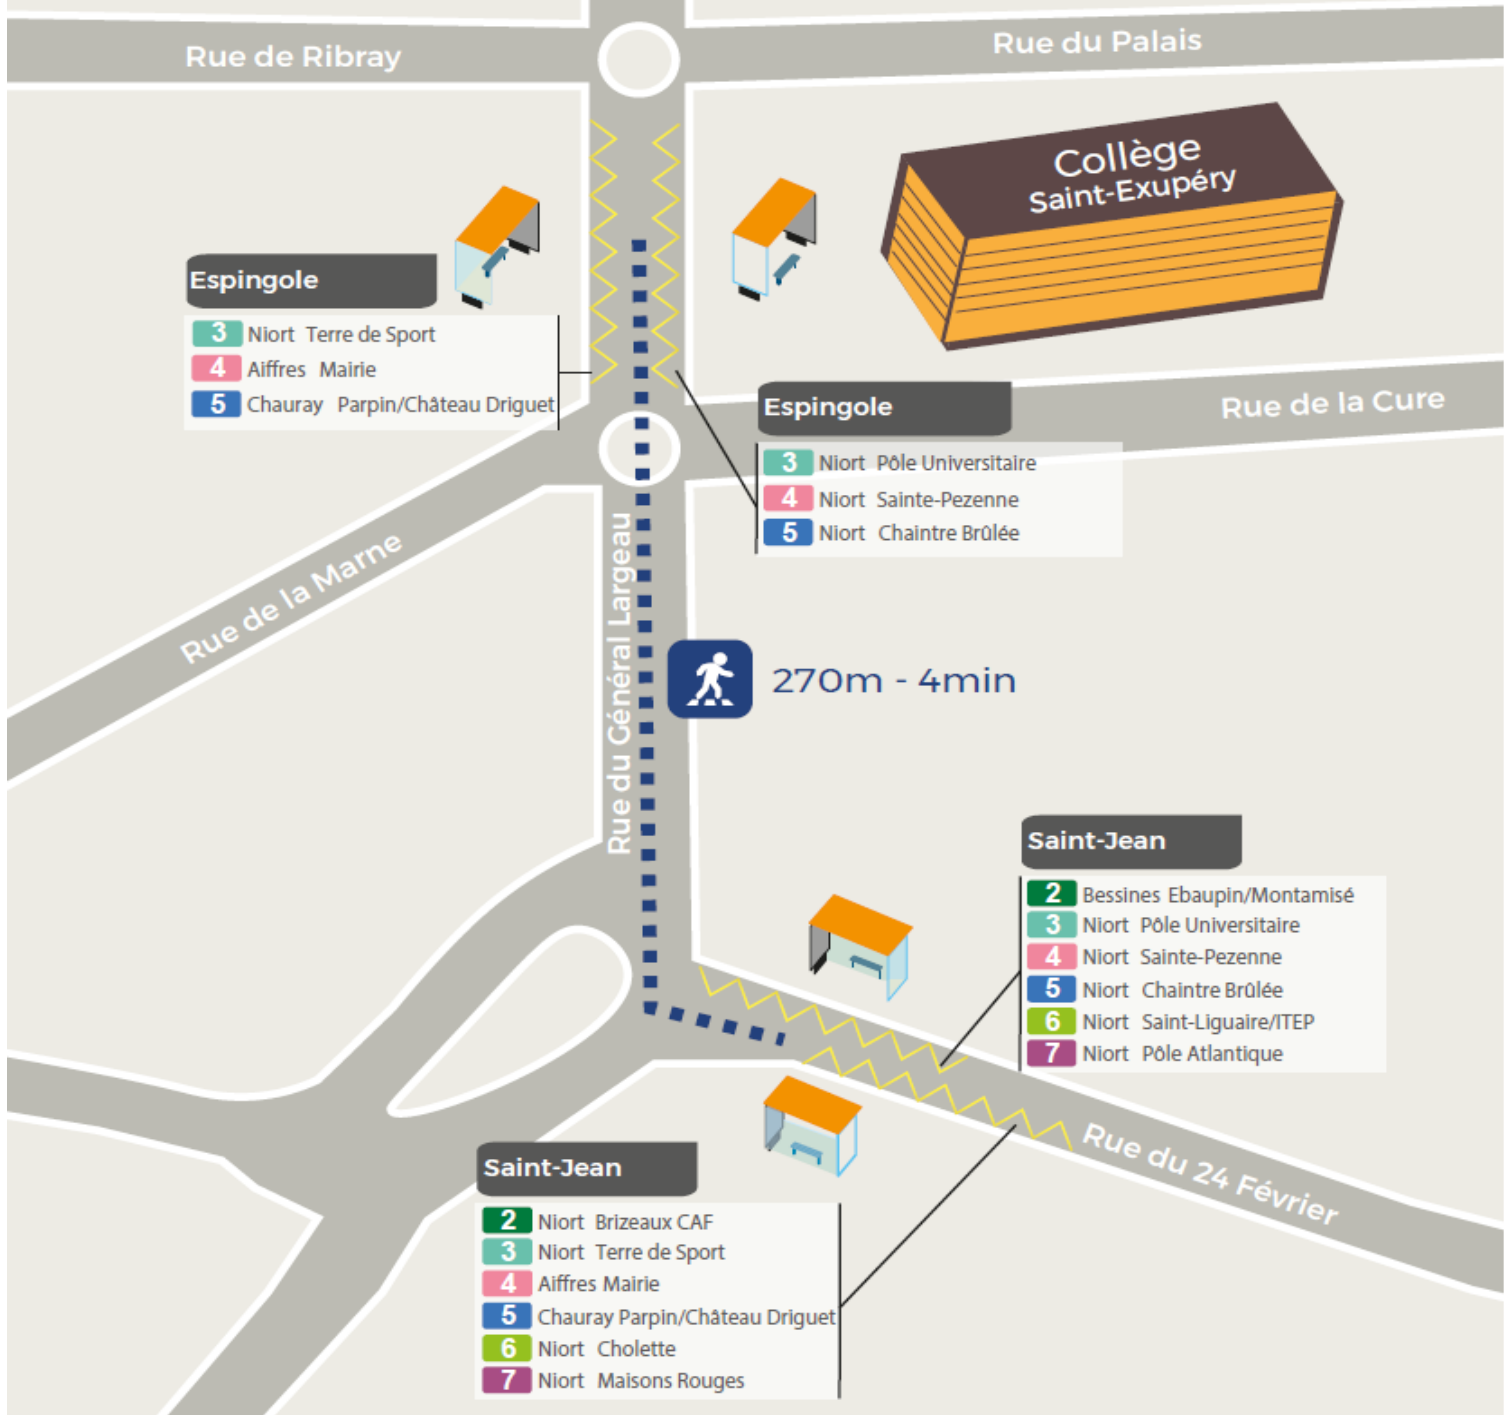 Rue de Ribray
Rue du Palais
Collège
Saint-Exupéry
Espingole
3 Niort Terre de Sport
4 Aiffres Mairie
5 Chauray Parpin/Château Driguet
Rue de la Cure
Espingole
3 Niort Pôle Universitaire
4 Niort Sainte-Pezenne
5 Niort Chaintre Brûlée
Rue de la Marne
Rue du Général Largeau
270m - 4min
Saint-Jean
2 Bessines Ebaupin/Montamisé
3 Niort Pôle Universitaire
4 Niort Sainte-Pezenne
5 Niort Chaintre Brûlée
6 Niort Saint-Liguaire/ITEP
7 Niort Pôle Atlantique
Rue du 24 Février
Saint-Jean
2 Niort Brizeaux CAF
3 Niort Terre de Sport
4 Aiffres Mairie
5 Chauray Parpin/Château Driguet
6 Niort Cholette
7 Niort Maisons Rouges